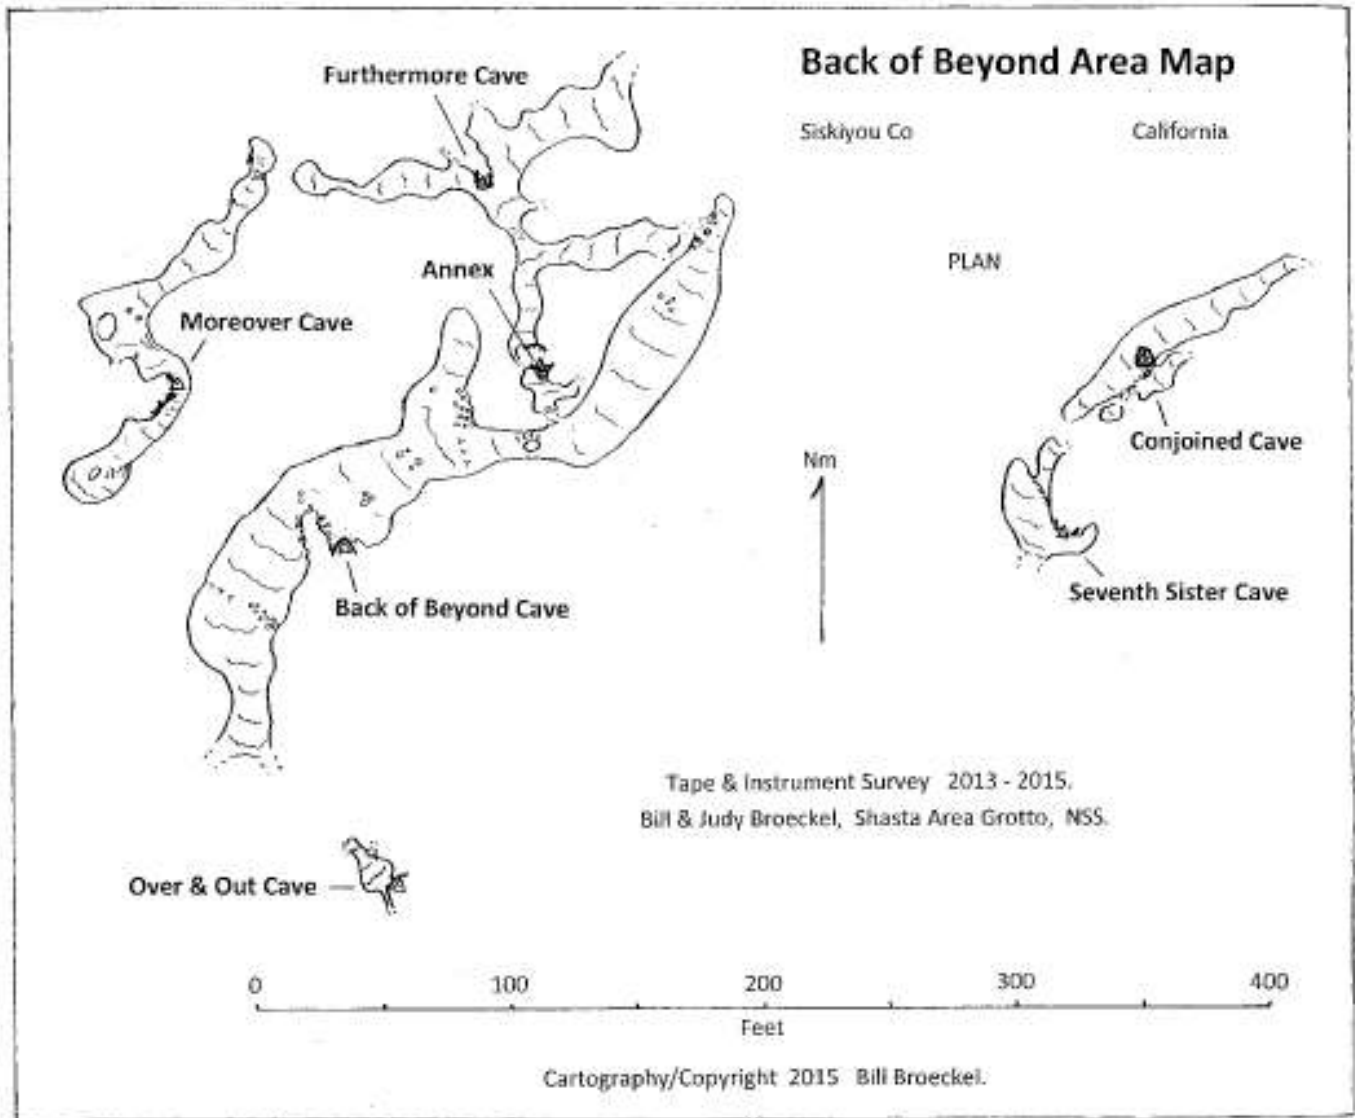 Back of Beyond Area Map
Siskiyou Co California
PLAN
Furthermore Cave
Annex
Moreover Cave
Conjoined Cave
Nm
Seventh Sister Cave
Back of Beyond Cave
Tape & Instrument Survey 2013 - 2015.
Bill & Judy Broeckel, Shasta Area Grotto, NSS.
Over & Out Cave
0 100 200 300 400
Feet
Cartography/Copyright 2015 Bill Broeckel.